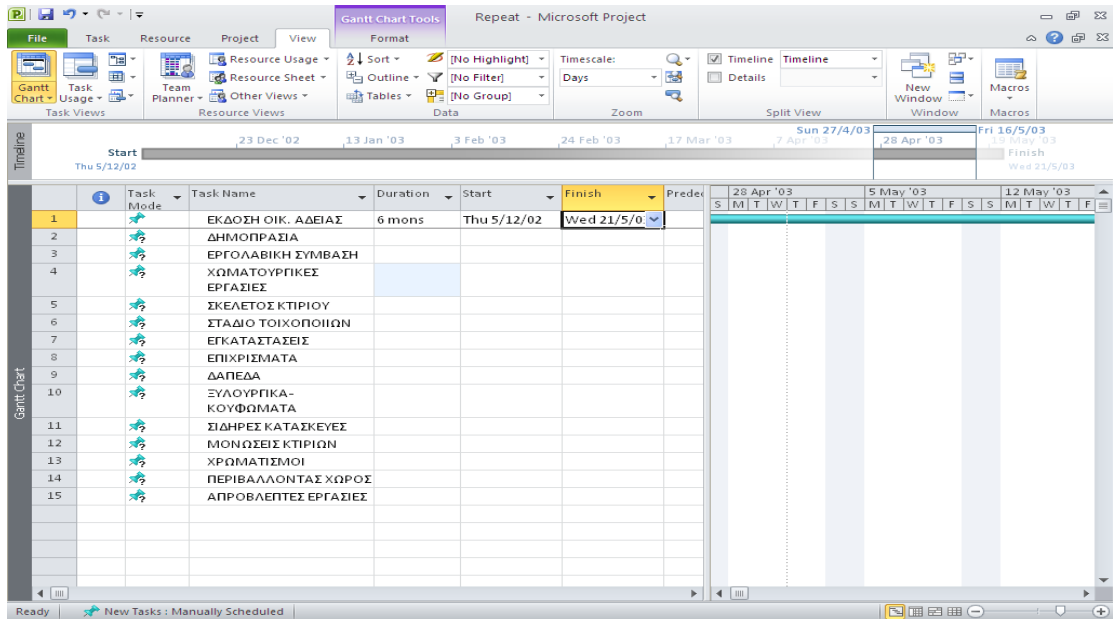 Gantt Chart Tools
Repeat - Microsoft Project
File Task Resource Project View Format
Gantt Chart
Task Usage
Team Planner
Resource Usage
Resource Sheet
Other Views
Sort
Outline
Tables
[No Highlight]
[No Filter]
[No Group]
Timescale:
Days
Timeline Timeline
Details
New Window
Macros
Task Views Resource Views Data Zoom Split View Window Macros
Timeline
Sun 27/4/03 Fri 16/5/03
23 Dec '02 13 Jan '03 3 Feb '03 24 Feb '03 17 Mar '03 7 Apr '03 28 Apr '03 19 May '03
Start Finish
Thu 5/12/02 Wed 21/5/03
Task Mode Task Name Duration Start Finish Predec
28 Apr '03 5 May '03 12 May '03
S M T W T F S S M T W T F S S M T W T F
Gantt Chart
1 ΕΚΔΟΣΗ ΟΙΚ. ΑΔΕΙΑΣ 6 mons Thu 5/12/02 Wed 21/5/0
2 ΔΗΜΟΠΡΑΣΙΑ
3 ΕΡΓΟΛΑΒΙΚΗ ΣΥΜΒΑΣΗ
4 ΧΩΜΑΤΟΥΡΓΙΚΕΣ
ΕΡΓΑΣΙΕΣ
5 ΣΚΕΛΕΤΟΣ ΚΤΙΡΙΟΥ
6 ΣΤΑΔΙΟ ΤΟΙΧΟΠΟΙΙΩΝ
7 ΕΓΚΑΤΑΣΤΑΣΕΙΣ
8 ΕΠΙΧΡΙΣΜΑΤΑ
9 ΔΑΠΕΔΑ
10 ΞΥΛΟΥΡΓΙΚΑ-
ΚΟΥΦΩΜΑΤΑ
11 ΣΙΔΗΡΕΣ ΚΑΤΑΣΚΕΥΕΣ
12 ΜΟΝΩΣΕΙΣ ΚΤΙΡΙΩΝ
13 ΧΡΩΜΑΤΙΣΜΟΙ
14 ΠΕΡΙΒΑΛΛΟΝΤΑΣ ΧΩΡΟΣ
15 ΑΠΡΟΒΛΕΠΤΕΣ ΕΡΓΑΣΙΕΣ
Ready New Tasks : Manually Scheduled